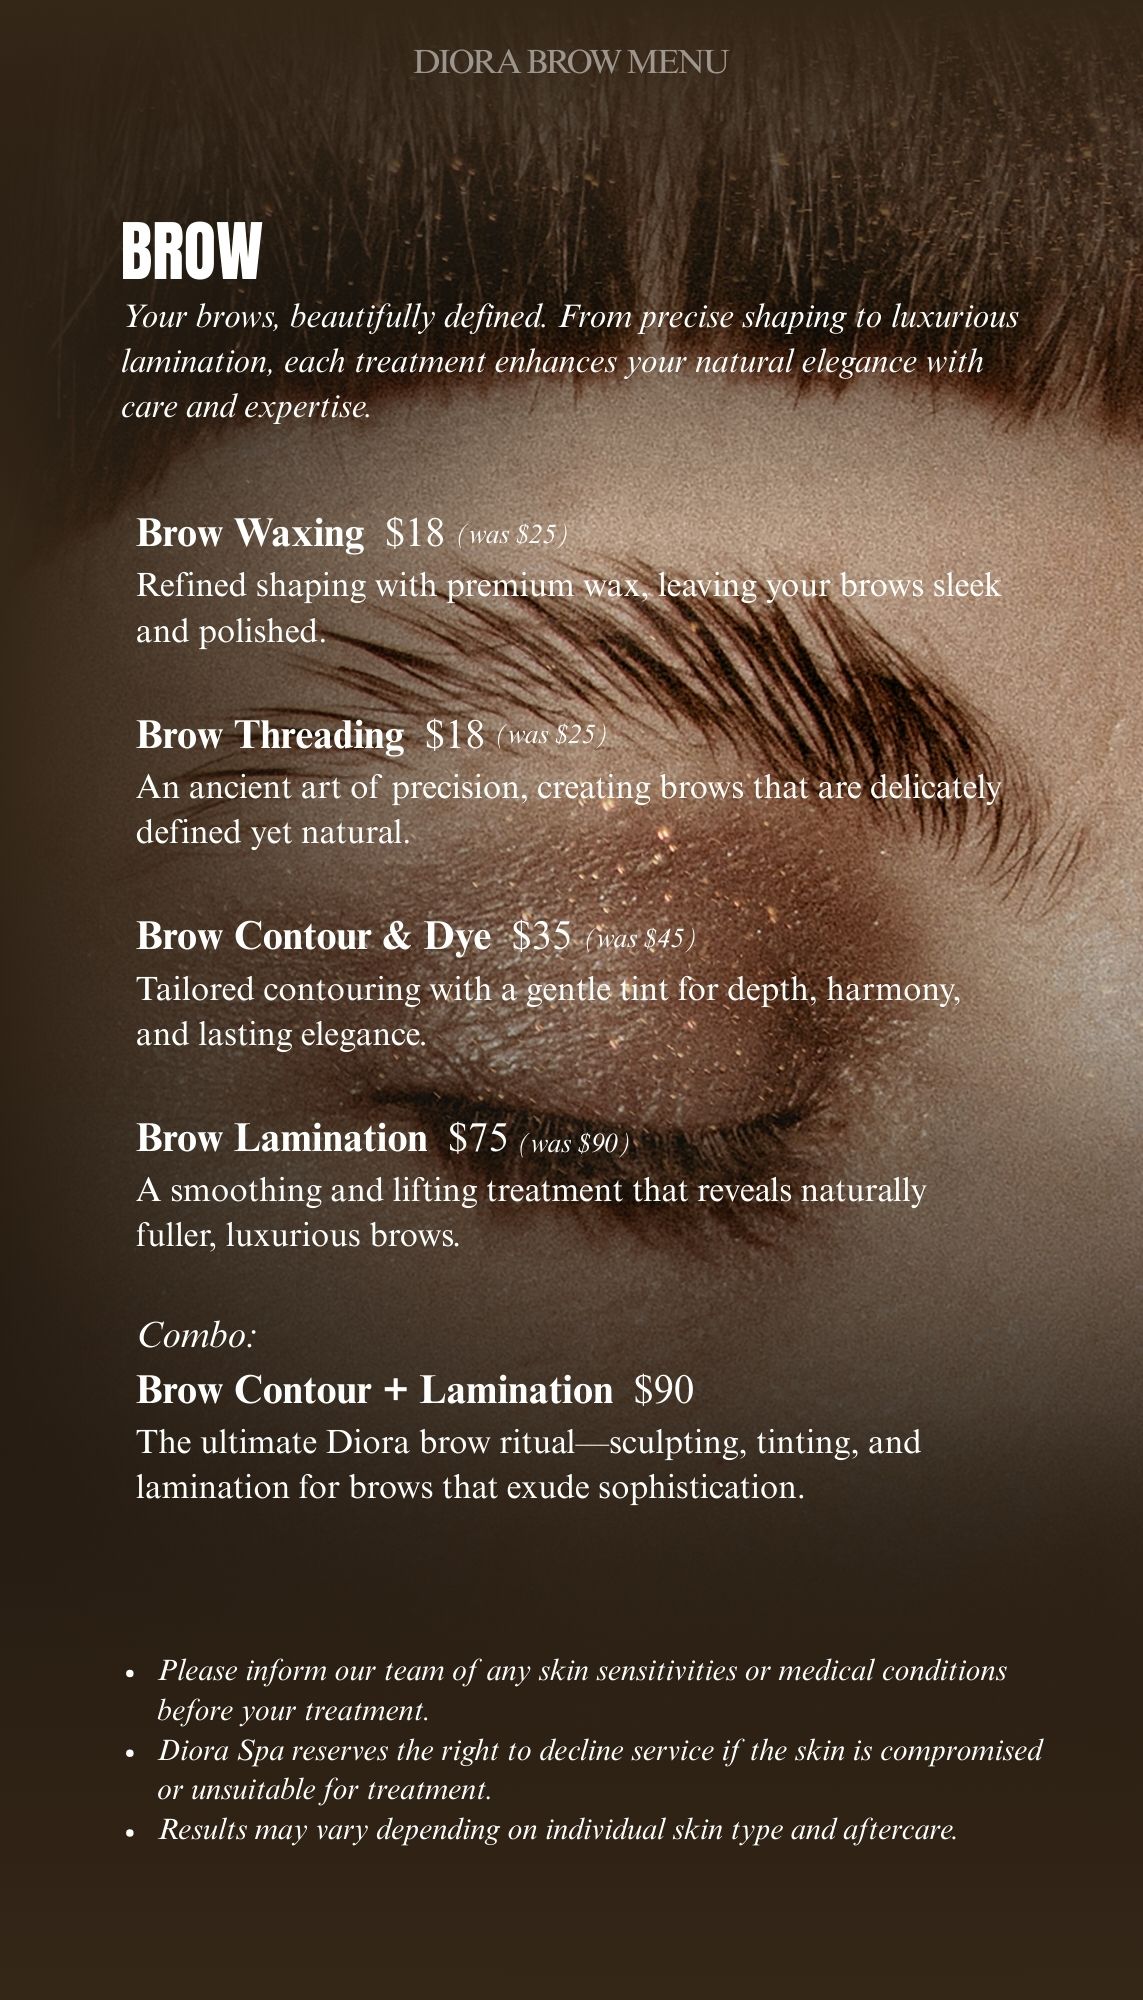 DIORA BROW MENU
BROW
Your brows, beautifully defined. From precise shaping to luxurious
lamination, each treatment enhances your natural elegance with
care and expertise.
Brow Waxing $18 (was $25)
Refined shaping with premium wax, leaving your brows sleek
and polished.
Brow Threading $18 (was $25)
An ancient art of precision, creating brows that are delicately
defined yet natural.
Brow Contour & Dye $35 (was $45)
Tailored contouring with a gentle tint for depth, harmony,
and lasting elegance.
Brow Lamination $75 (was $90)
A smoothing and lifting treatment that reveals naturally
fuller, luxurious brows.
Combo:
Brow Contour + Lamination $90
The ultimate Diora brow ritual—sculpting, tinting, and
lamination for brows that exude sophistication.
• Please inform our team of any skin sensitivities or medical conditions
before your treatment.
• Diora Spa reserves the right to decline service if the skin is compromised
or unsuitable for treatment.
• Results may vary depending on individual skin type and aftercare.